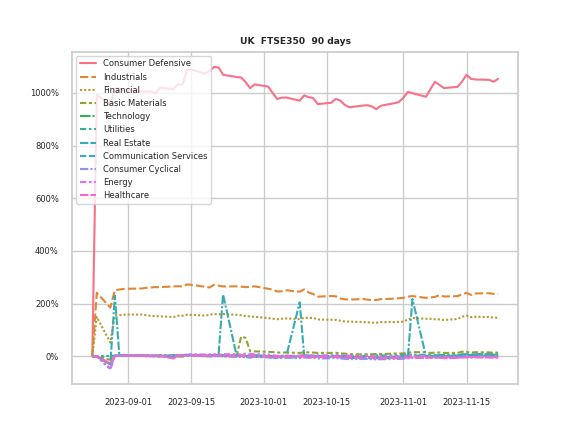 UK  FTSE350  90 days
Consumer Defensive
Industrials
Financial
Basic Materials
Technology
Utilities
Real Estate
Communication Services
Consumer Cyclical
Energy
Healthcare
1000%
800%
600%
400%
200%
0%
2023-09-01 2023-09-15 2023-10-01 2023-10-15 2023-11-01 2023-11-15